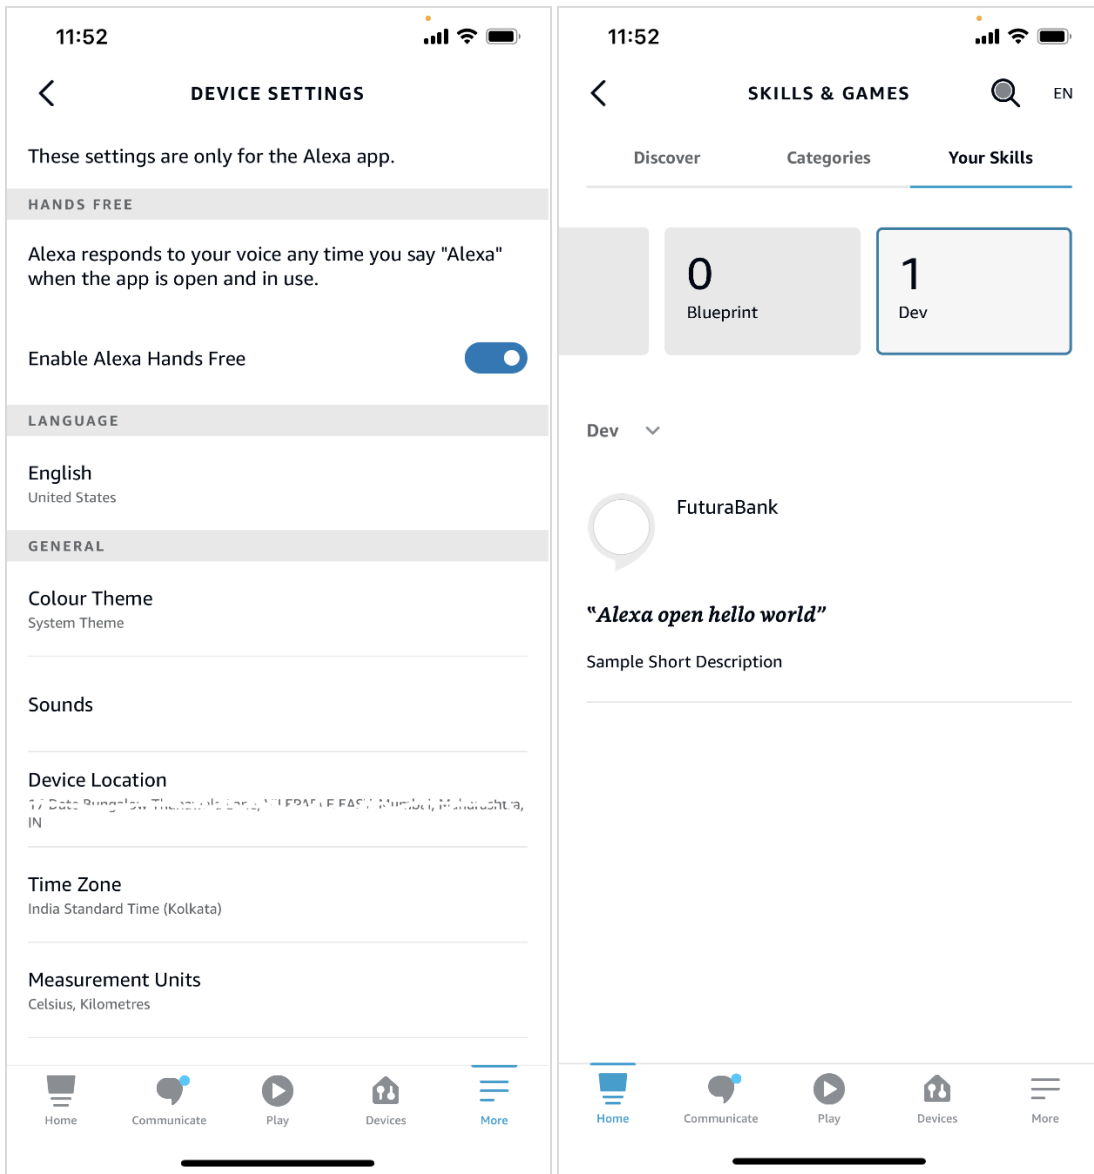 11:52
DEVICE SETTINGS
These settings are only for the Alexa app.
HANDS FREE
Alexa responds to your voice any time you say "Alexa"
when the app is open and in use.
Enable Alexa Hands Free
LANGUAGE
English
United States
GENERAL
Colour Theme
System Theme
Sounds
Device Location
Mumbai, Maharashtra,
IN
Time Zone
India Standard Time (Kolkata)
Measurement Units
Celsius, Kilometres
Home Communicate Play Devices More
11:52
SKILLS & GAMES EN
Discover Categories Your Skills
0 1
Blueprint Dev
Dev
FuturaBank
“Alexa open hello world”
Sample Short Description
Home Communicate Play Devices More